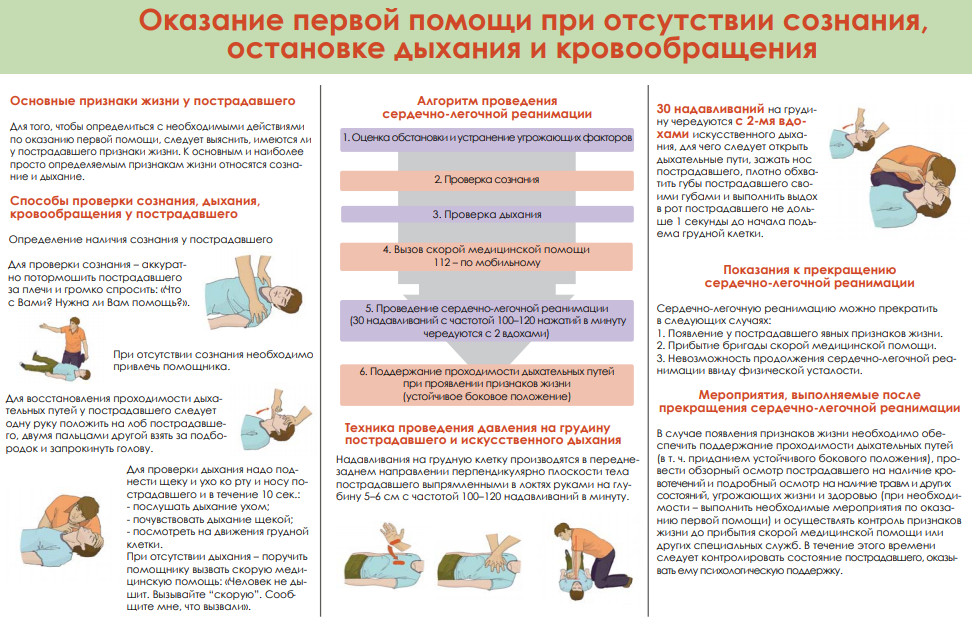 Оказание первой помощи при отсутствии сознания,
остановке дыхания и кровообращения
Основные признаки жизни у пострадавшего
Для того, чтобы определиться с необходимыми действиями
по оказанию первой помощи, следует выяснить, имеются ли
у пострадавшего признаки жизни. К основным и наиболее
просто определяемым признакам жизни относятся созна-
ние и дыхание.
Способы проверки сознания, дыхания,
кровообращения у пострадавшего
Определение наличия сознания у пострадавшего
Для проверки сознания – аккурат-
но потормошить пострадавшего
за плечи и громко спросить: «Что
с Вами? Нужна ли Вам помощь?».
При отсутствии сознания необходимо
привлечь помощника.
Для восстановления проходимости дыха-
тельных путей у пострадавшего следует
одну руку положить на лоб пострадавше-
го, двумя пальцами другой взять за подбо-
родок и запрокинуть голову.
Для проверки дыхания надо под-
нести щеку и ухо ко рту и носу по-
страдавшего и в течение 10 сек.:
- послушать дыхание ухом;
- почувствовать дыхание щекой;
- посмотреть на движения грудной
клетки.
При отсутствии дыхания – поручить
помощнику вызвать скорую меди-
цинскую помощь: «Человек не ды-
шит. Вызывайте “скорую”. Сооб-
щите мне, что вызвали».
Алгоритм проведения
сердечно-легочной реанимации
1. Оценка обстановки и устранение угрожающих факторов
2. Проверка сознания
3. Проверка дыхания
4. Вызов скорой медицинской помощи
112 – по мобильному
5. Проведение сердечно-легочной реанимации
(30 надавливаний с частотой 100–120 нажатий в минуту
чередуются с 2 вдохами)
6. Поддержание проходимости дыхательных путей
при проявлении признаков жизни
(устойчивое боковое положение)
Техника проведения давления на грудину
пострадавшего и искусственного дыхания
Надавливания на грудную клетку производятся в передне-
заднем направлении перпендикулярно плоскости тела
пострадавшего выпрямленными в локтях руками на глу-
бину 5–6 см с частотой 100–120 надавливаний в минуту.
30 надавливаний на груди-
ну чередуются с 2-мя вдо-
хами искусственного дыха-
ния, для чего следует открыть
дыхательные пути, зажать нос
пострадавшего, плотно обхва-
тить губы пострадавшего сво-
ими губами и выполнить выдох
в рот пострадавшего не доль-
ше 1 секунды до начала подъ-
ема грудной клетки.
Показания к прекращению
сердечно-легочной реанимации
Сердечно-легочную реанимацию можно прекратить
в следующих случаях:
1. Появление у пострадавшего явных признаков жизни.
2. Прибытие бригады скорой медицинской помощи.
3. Невозможность продолжения сердечно-легочной реа-
нимации ввиду физической усталости.
Мероприятия, выполняемые после
прекращения сердечно-легочной реанимации
В случае появления признаков жизни необходимо обе-
спечить поддержание проходимости дыхательных путей
(в т. ч. приданием устойчивого бокового положения), про-
вести обзорный осмотр пострадавшего на наличие кро-
вотечений и подробный осмотр на наличие травм и других
состояний, угрожающих жизни и здоровью (при необходи-
мости – выполнить необходимые мероприятия по оказа-
нию первой помощи) и осуществлять контроль признаков
жизни до прибытия скорой медицинской помощи или
других специальных служб. В течение этого времени
следует контролировать состояние пострадавшего, оказы-
вать ему психологическую поддержку.